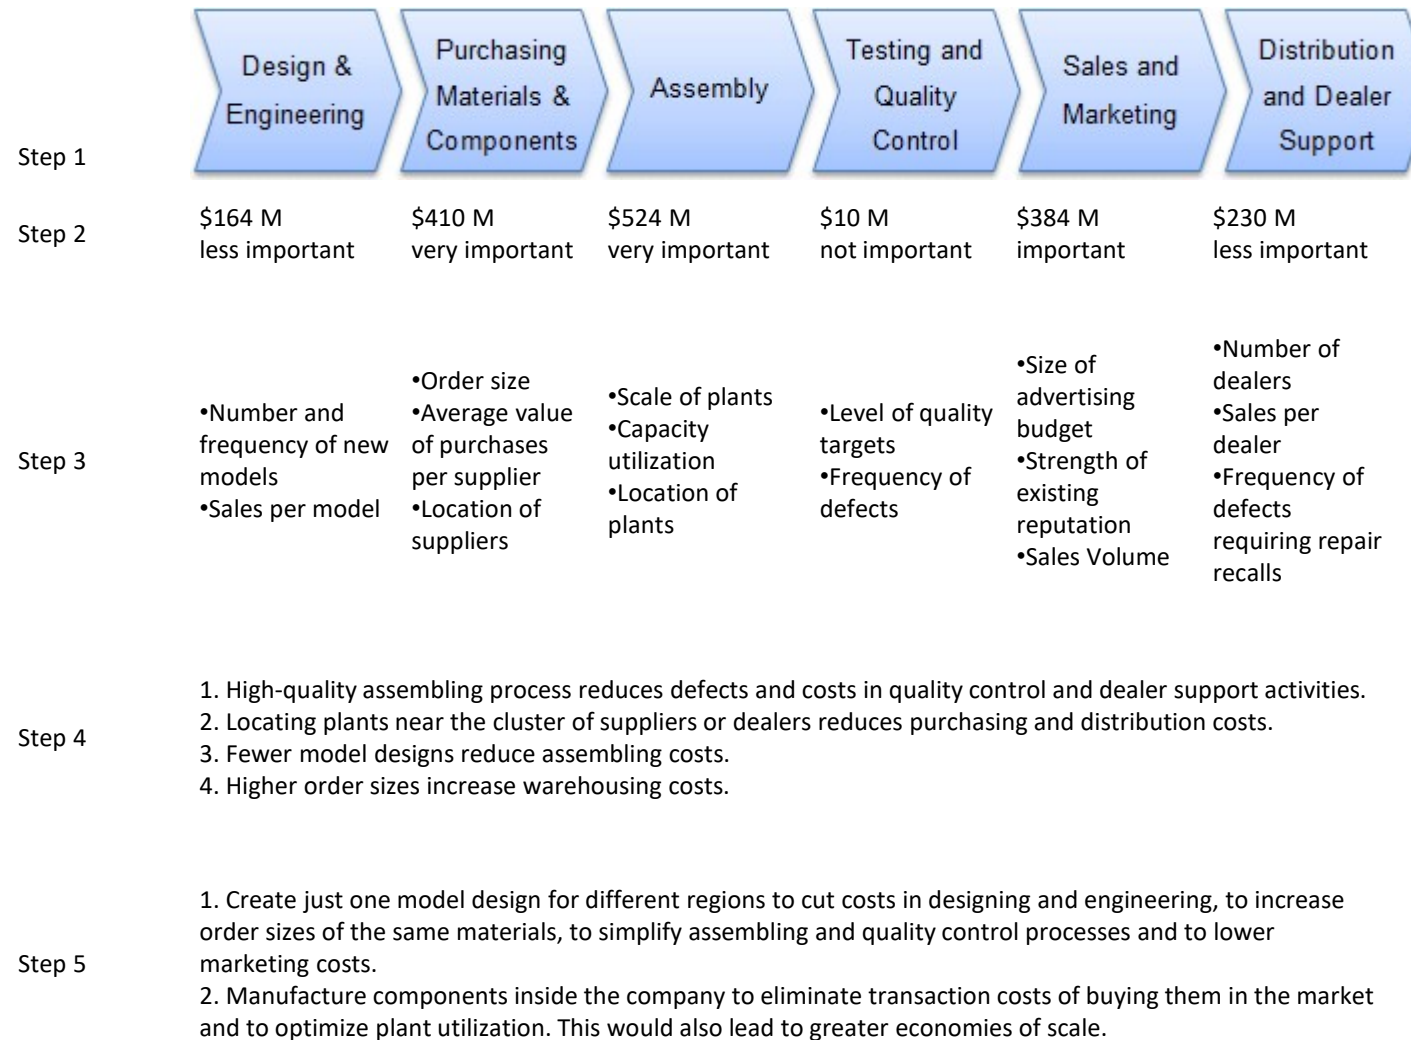 Design &
Engineering
Purchasing
Materials &
Components
Assembly
Testing and
Quality
Control
Sales and
Marketing
Distribution
and Dealer
Support
Step 1
Step 2
$164 M
less important
$410 M
very important
$524 M
very important
$10 M
not important
$384 M
important
$230 M
less important
Step 3
•Number and
frequency of new
models
•Sales per model
•Order size
•Average value
of purchases
per supplier
•Location of
suppliers
•Scale of plants
•Capacity
utilization
•Location of
plants
•Level of quality
targets
•Frequency of
defects
•Size of
advertising
budget
•Strength of
existing
reputation
•Sales Volume
•Number of
dealers
•Sales per
dealer
•Frequency of
defects
requiring repair
recalls
Step 4
1. High-quality assembling process reduces defects and costs in quality control and dealer support activities.
2. Locating plants near the cluster of suppliers or dealers reduces purchasing and distribution costs.
3. Fewer model designs reduce assembling costs.
4. Higher order sizes increase warehousing costs.
Step 5
1. Create just one model design for different regions to cut costs in designing and engineering, to increase
order sizes of the same materials, to simplify assembling and quality control processes and to lower
marketing costs.
2. Manufacture components inside the company to eliminate transaction costs of buying them in the market
and to optimize plant utilization. This would also lead to greater economies of scale.